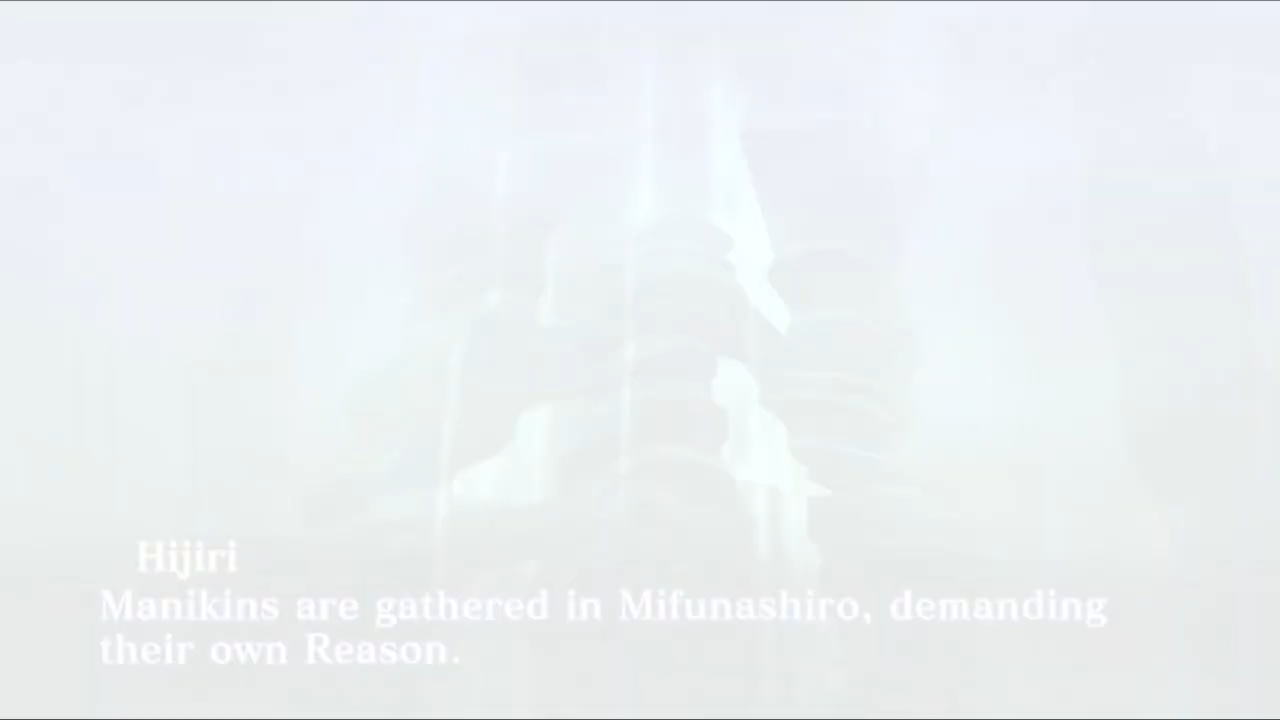 Hijiri
Manikins are gathered in Mifunashiro, demanding
their own Reason.